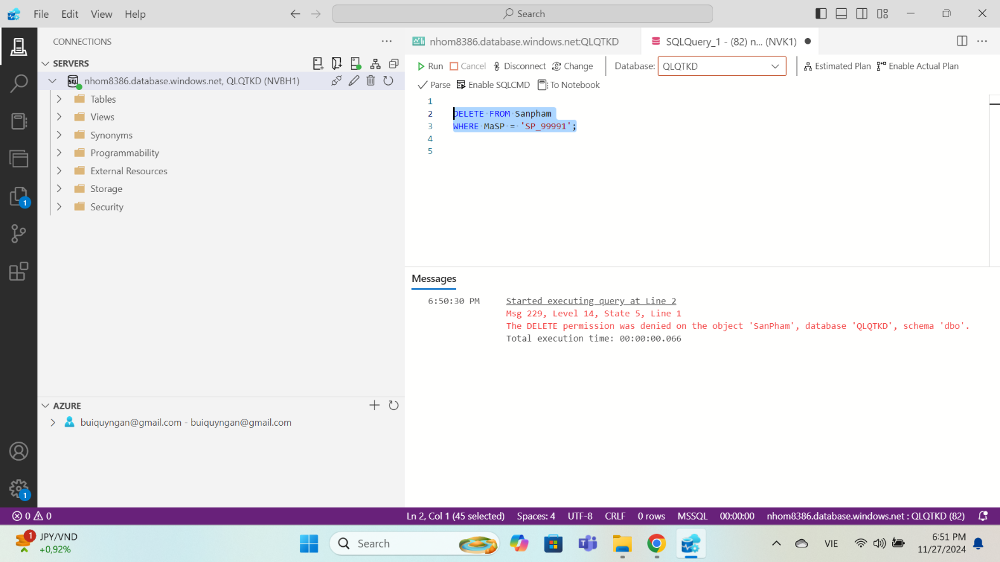 File Edit View Help
Search
CONNECTIONS
SERVERS
nhom8386.database.windows.net, QLQTKD (NVBH1)
Tables
Views
Synonyms
Programmability
External Resources
Storage
Security
AZURE
buiquyngan@gmail.com - buiquyngan@gmail.com
nhom8386.database.windows.net:QLQTKD
SQLQuery_1 - (82) n... (NVK1)
Run Cancel Disconnect Change Database: QLQTKD Estimated Plan Enable Actual Plan
Parse Enable SQLCMD To Notebook
1
2 DELETE FROM Sanpham
3 WHERE MaSP = 'SP_99991';
4
5
Messages
6:50:30 PM Started executing query at Line 2
Msg 229, Level 14, State 5, Line 1
The DELETE permission was denied on the object 'SanPham', database 'QLQTKD', schema 'dbo'.
Total execution time: 00:00:00.066
1
1
0 0 Ln 2, Col 1 (45 selected) Spaces: 4 UTF-8 CRLF 0 rows MSSQL 00:00:00 nhom8386.database.windows.net : QLQTKD (82)
1 JPY/VND
+0,92%
Search
VIE
6:51 PM
11/27/2024